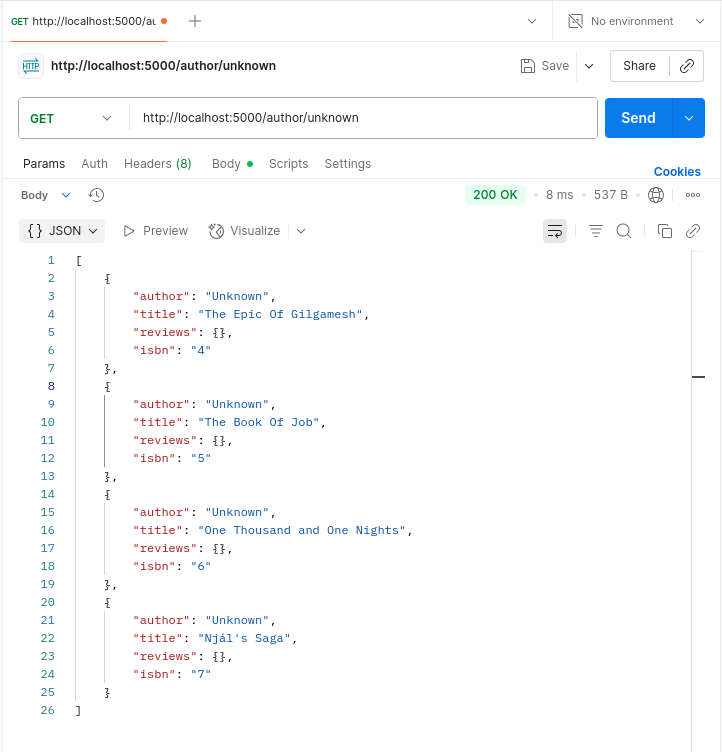 GET http://localhost:5000/au
No environment
HTTP http://localhost:5000/author/unknown
Save
Share
GET
http://localhost:5000/author/unknown
Send
Params Auth Headers (8) Body Scripts Settings
Cookies
Body
200 OK 8 ms 537 B
{} JSON Preview Visualize
1 [
2 {
3 "author": "Unknown",
4 "title": "The Epic Of Gilgamesh",
5 "reviews": {},
6 "isbn": "4"
7 },
8 {
9 "author": "Unknown",
10 "title": "The Book Of Job",
11 "reviews": {},
12 "isbn": "5"
13 },
14 {
15 "author": "Unknown",
16 "title": "One Thousand and One Nights",
17 "reviews": {},
18 "isbn": "6"
19 },
20 {
21 "author": "Unknown",
22 "title": "Njál's Saga",
23 "reviews": {},
24 "isbn": "7"
25 }
26 ]